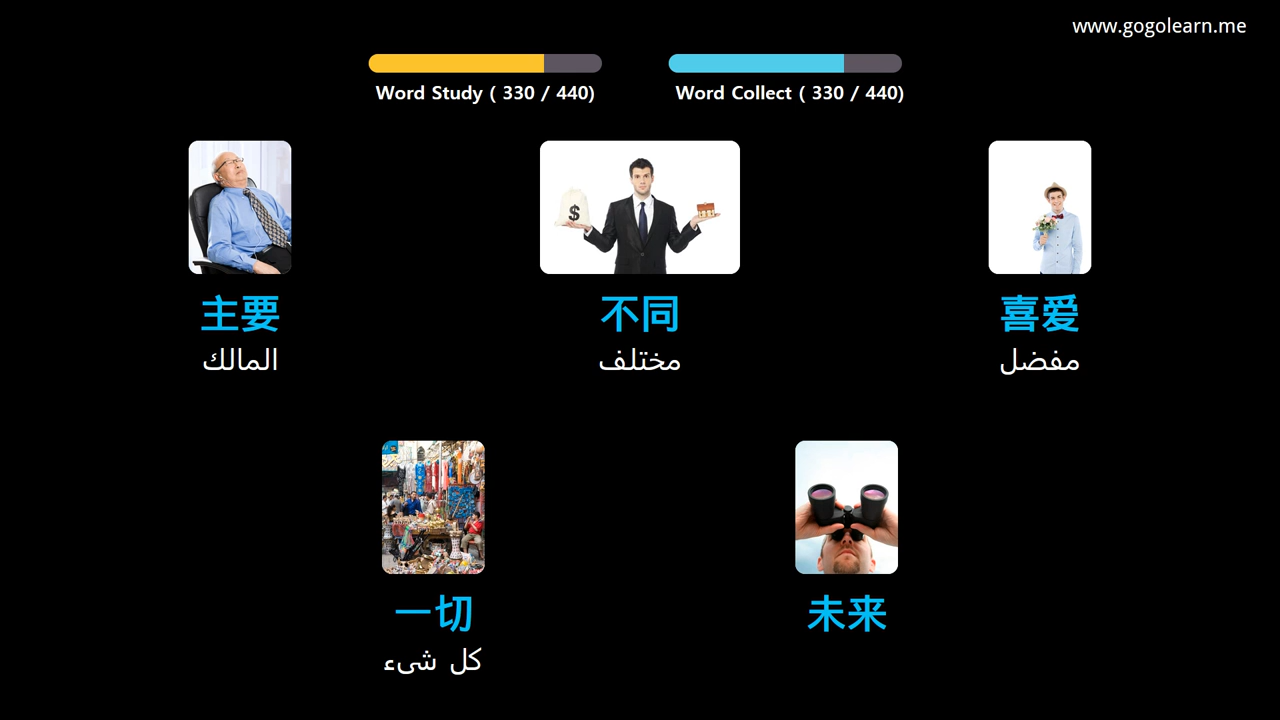 www.gogolearn.me
Word Study ( 330 / 440)
Word Collect ( 330 / 440)
主要
المالك
不同
مختلف
喜爱
مفضل
一切
كل شىء
未来